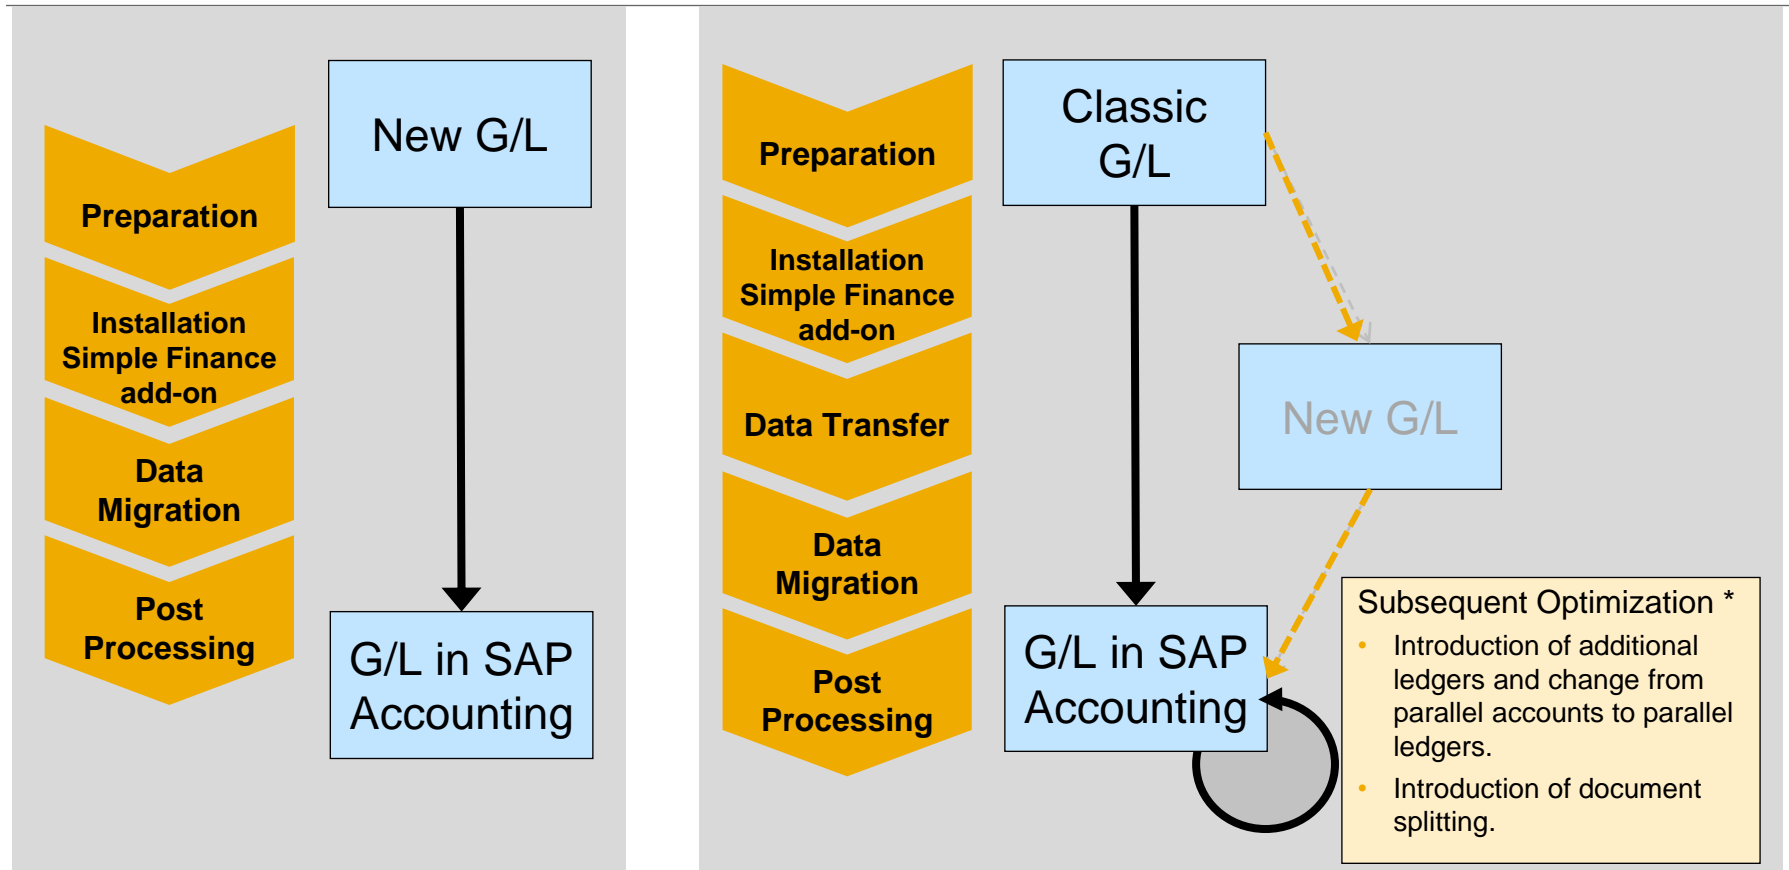 New G/L
Preparation
Installation
Simple Finance
add-on
Data
Migration
Post
Processing
G/L in SAP
Accounting
Classic
G/L
Preparation
Installation
Simple Finance
add-on
Data Transfer
New G/L
Data
Migration
Post
Processing
G/L in SAP
Accounting
Subsequent Optimization *
• Introduction of additional
ledgers and change from
parallel accounts to parallel
ledgers.
• Introduction of document
splitting.